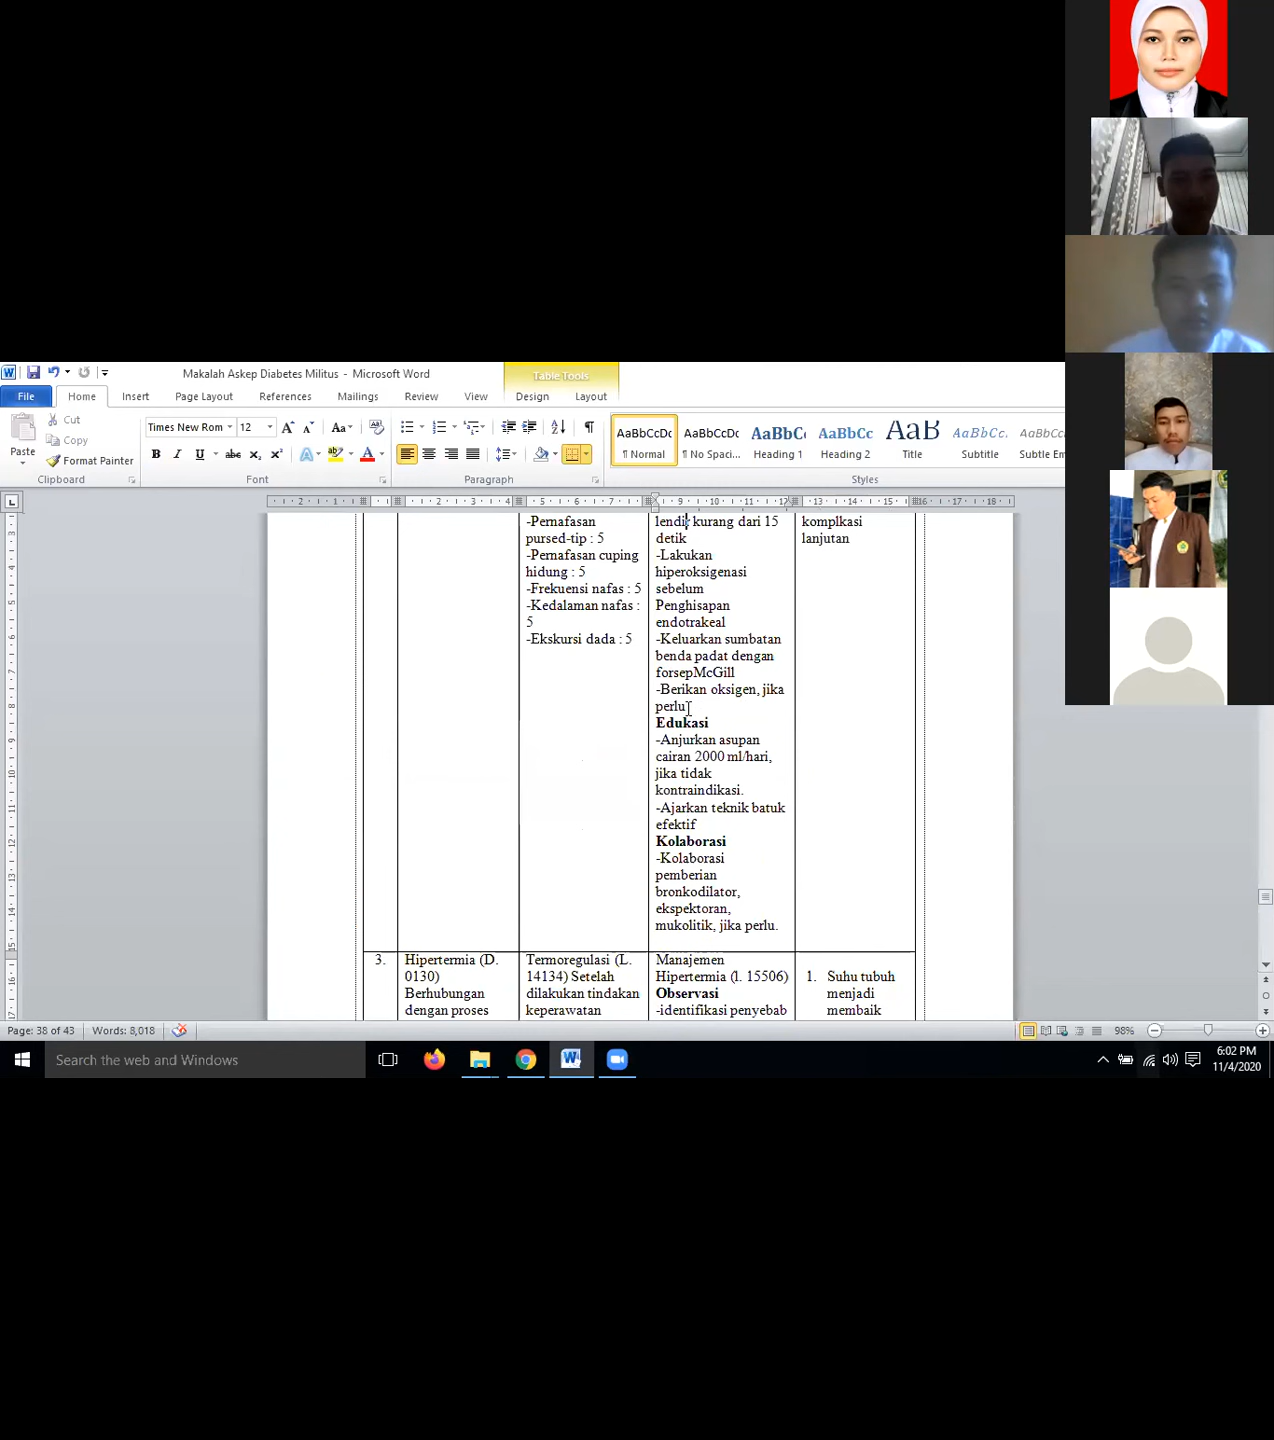 Makalah Askep Diabetes Militus - Microsoft Word
Table Tools
File
Home
Insert
Page Layout
References
Mailings
Review
View
Design
Layout
Paste
Cut
Copy
Format Painter
Clipboard
Times New Rom
12
Font
Paragraph
AaBbCcDc
¶ Normal
AaBbCcDc
¶ No Spaci...
AaBbC
Heading 1
AaBbCc
Heading 2
AaB
Title
AaBbCc.
Subtitle
AaBbCc
Subtle Em
Styles
-Pernafasan
pursed-tip : 5
-Pernafasan cuping
hidung : 5
-Frekuensi nafas : 5
-Kedalaman nafas :
5
-Ekskursi dada : 5
lendir kurang dari 15
detik
-Lakukan
hiperoksigenasi
sebelum
Penghisapan
endotrakeal
-Keluarkan sumbatan
benda padat dengan
forsepMcGill
-Berikan oksigen, jika
perlu
Edukasi
-Anjurkan asupan
cairan 2000 ml/hari,
jika tidak
kontraindikasi.
-Ajarkan teknik batuk
efektif
Kolaborasi
-Kolaborasi
pemberian
bronkodilator,
ekspektoran,
mukolitik, jika perlu.
komplkasi
lanjutan
3.
Hipertermia (D.
0130)
Berhubungan
dengan proses
Termoregulasi (L.
14134) Setelah
dilakukan tindakan
keperawatan
Manajemen
Hipertermia (l. 15506)
Observasi
-identifikasi penyebab
1. Suhu tubuh
menjadi
membaik
Page: 38 of 43
Words: 8,018
98%
Search the web and Windows
6:02 PM
11/4/2020